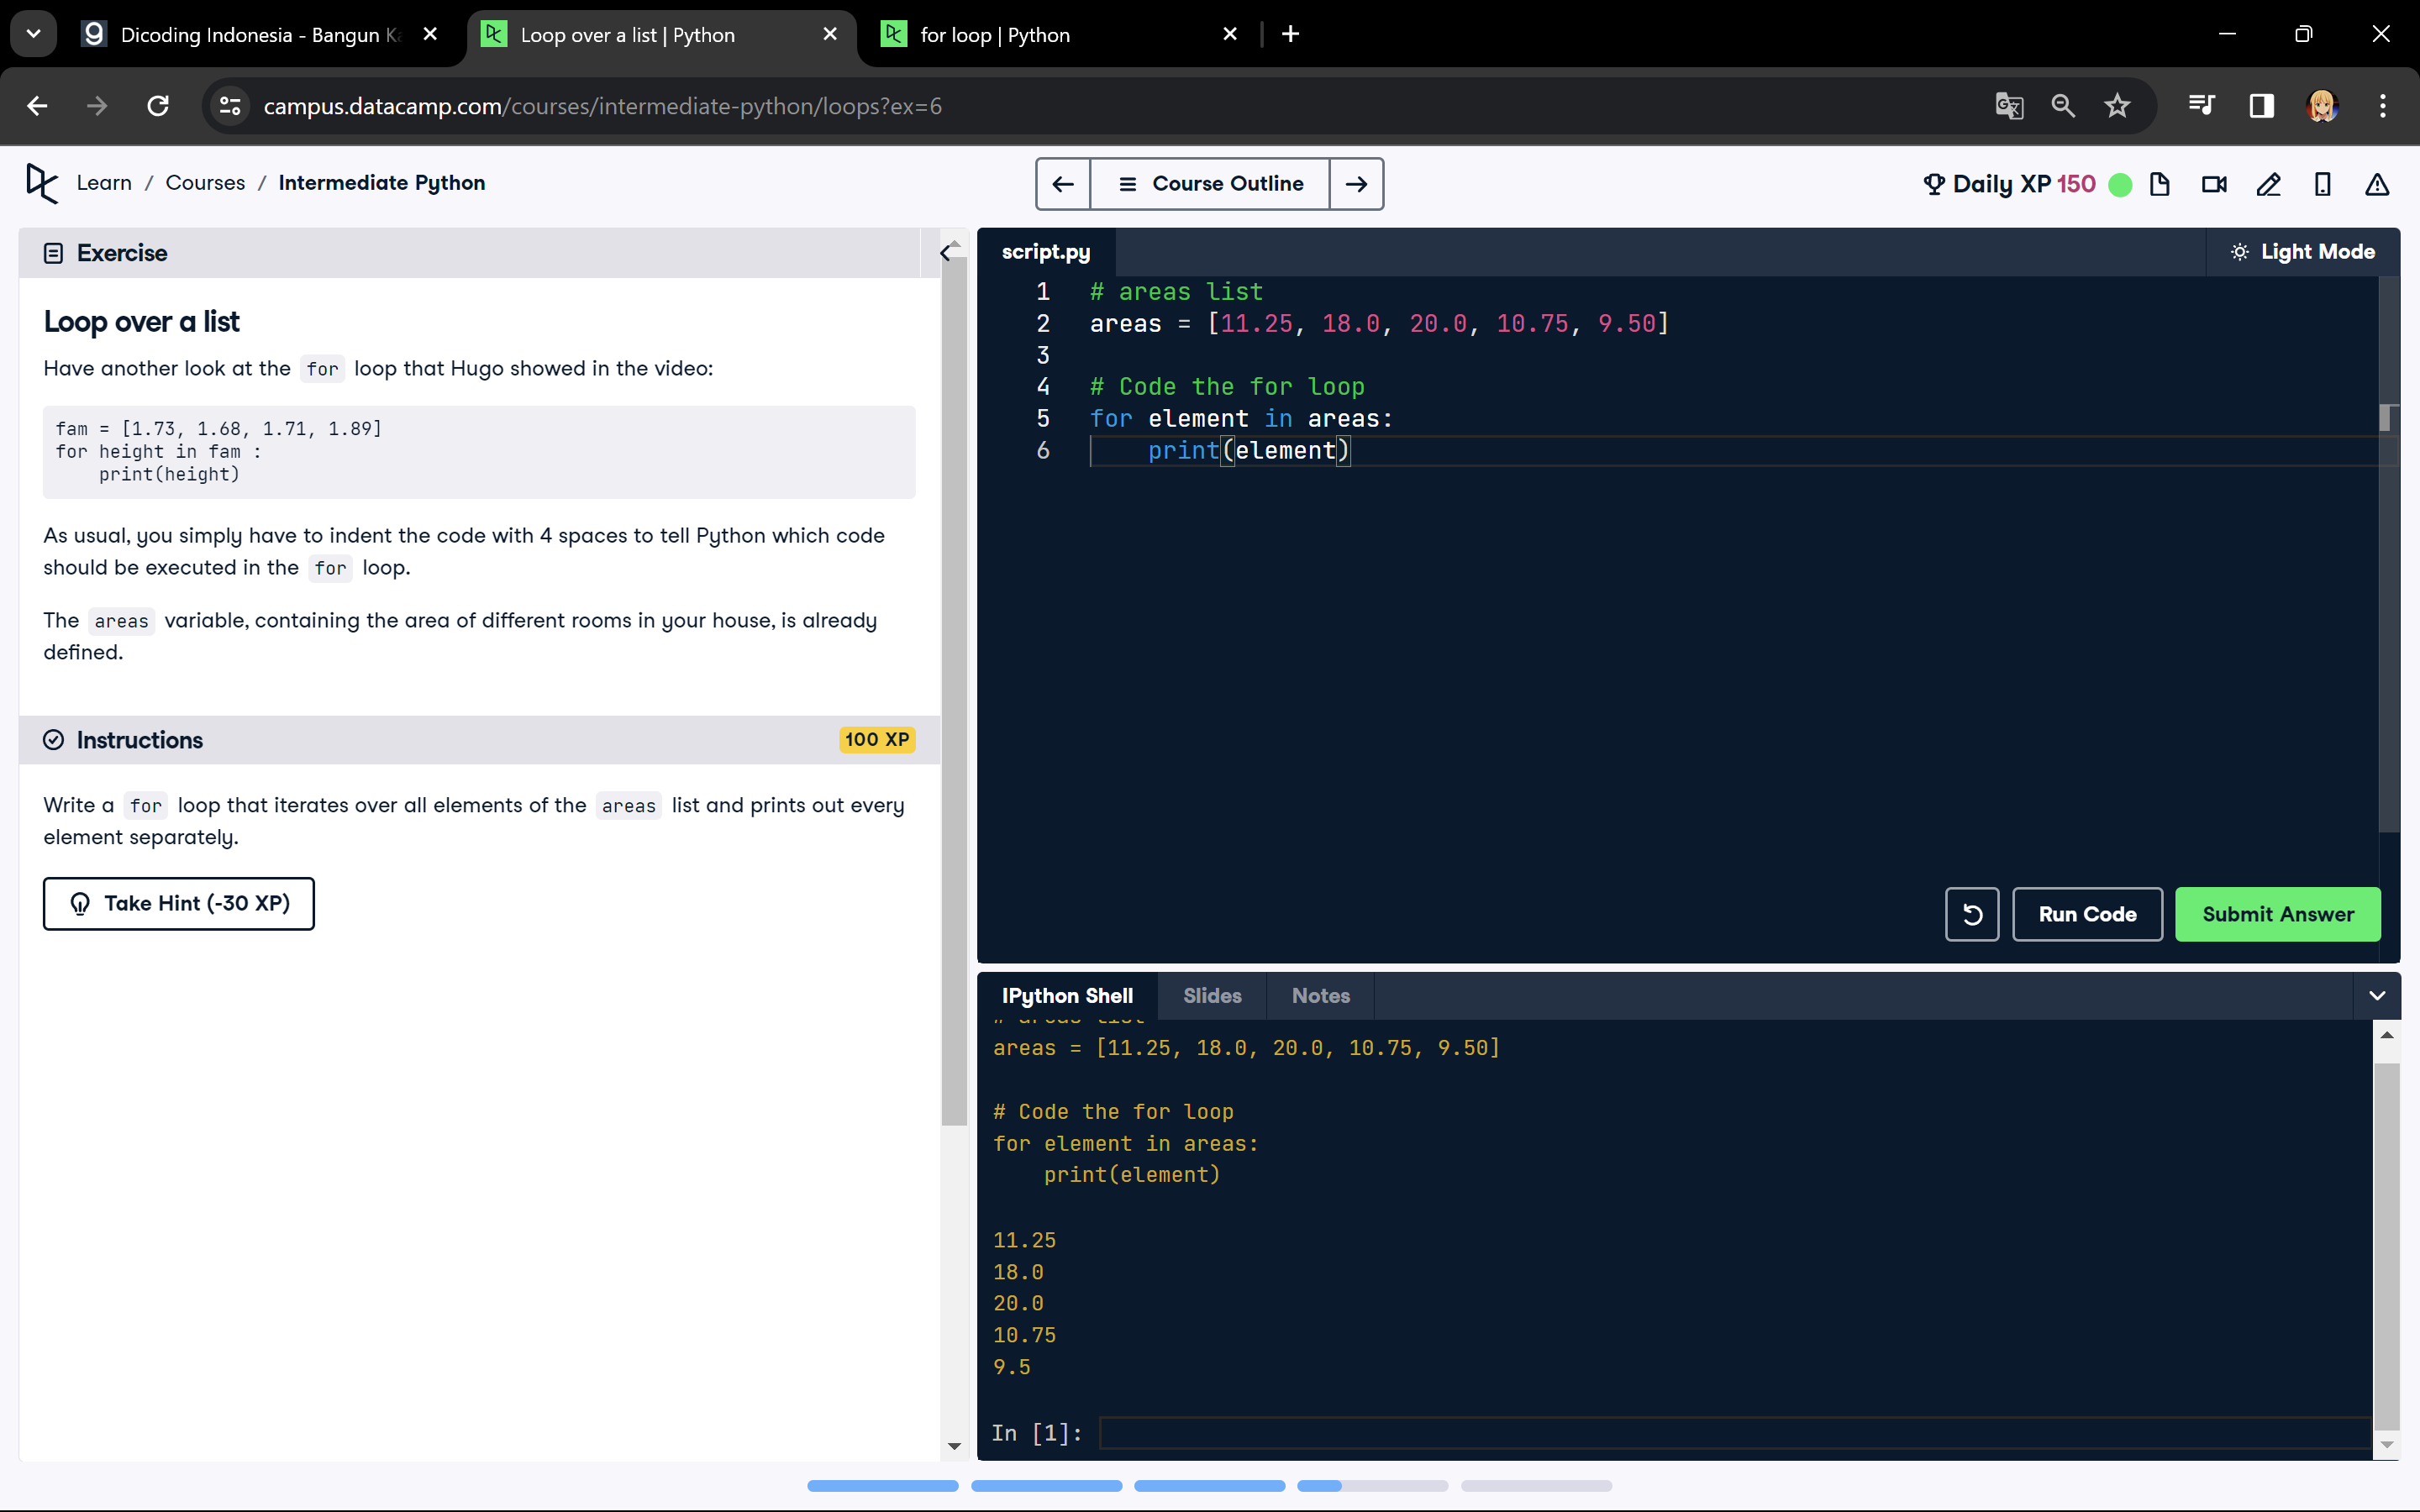 Dicoding Indonesia - Bangun K
Loop over a list | Python
for loop | Python
campus.datacamp.com/courses/intermediate-python/loops?ex=6
Learn / Courses / Intermediate Python
Course Outline
Daily XP 150
Exercise
Loop over a list
Have another look at the for loop that Hugo showed in the video:
fam = [1.73, 1.68, 1.71, 1.89]
for height in fam :
    print(height)
As usual, you simply have to indent the code with 4 spaces to tell Python which code
should be executed in the for loop.
The areas variable, containing the area of different rooms in your house, is already
defined.
Instructions
100 XP
Write a for loop that iterates over all elements of the areas list and prints out every
element separately.
Take Hint (-30 XP)
script.py
Light Mode
1 # areas list
2 areas = [11.25, 18.0, 20.0, 10.75, 9.50]
3
4 # Code the for loop
5 for element in areas:
6     print(element)
Run Code
Submit Answer
IPython Shell
Slides
Notes
# areas list
areas = [11.25, 18.0, 20.0, 10.75, 9.50]
# Code the for loop
for element in areas:
    print(element)
11.25
18.0
20.0
10.75
9.5
In [1]: